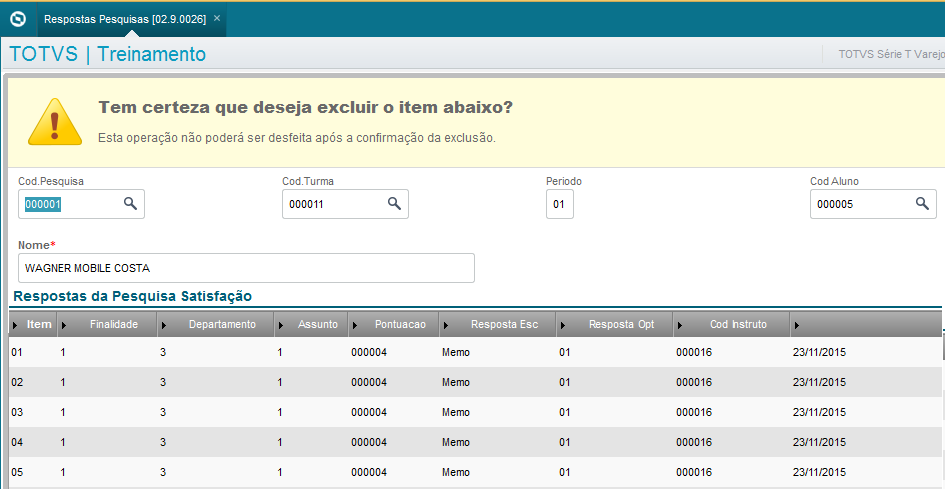 Respostas Pesquisas [02.9.0026] ×
TOTVS | Treinamento
TOTVS Série T Varejo
Tem certeza que deseja excluir o item abaixo?
Esta operação não poderá ser desfeita após a confirmação da exclusão.
Cod.Pesquisa Cod.Turma Periodo Cod Aluno
000001 000011 01 000005
Nome*
WAGNER MOBILE COSTA
Respostas da Pesquisa Satisfação
Item Finalidade Departamento Assunto Pontuacao Resposta Esc Resposta Opt Cod Instruto
01 1 3 1 000004 Memo 01 000016 23/11/2015
02 1 3 1 000004 Memo 01 000016 23/11/2015
03 1 3 1 000004 Memo 01 000016 23/11/2015
04 1 3 1 000004 Memo 01 000016 23/11/2015
05 1 3 1 000004 Memo 01 000016 23/11/2015